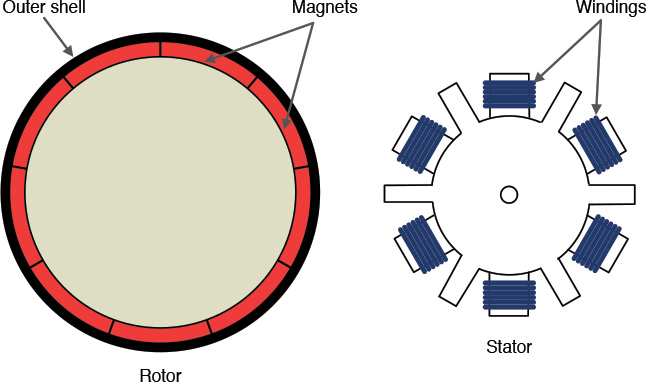 Outer shell
Magnets
Windings
Rotor
Stator